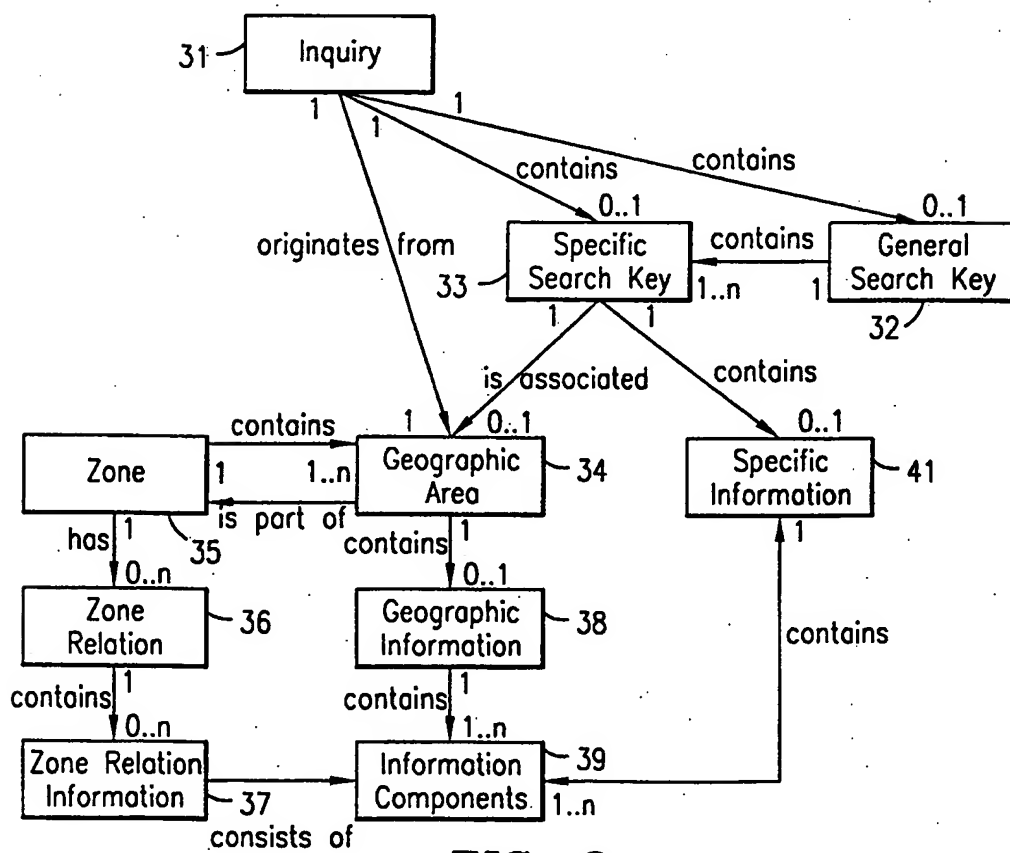 31
Inquiry
1
1
1
contains
contains
0..1
0..1
originates from
Specific
Search Key
contains
General
Search Key
33
1..n
1
32
1
1
is associated
contains
contains
1
0..1
0..1
Zone
1
1..n
Geographic
Area
34
Specific
Information
41
is part of
has
1
35
contains
1
1
0..n
0..1
Zone
Relation
36
Geographic
Information
38
contains
contains
1
contains
1
0..n
1..n
Zone Relation
Information
37
Information
Components
39
1..n
consists of